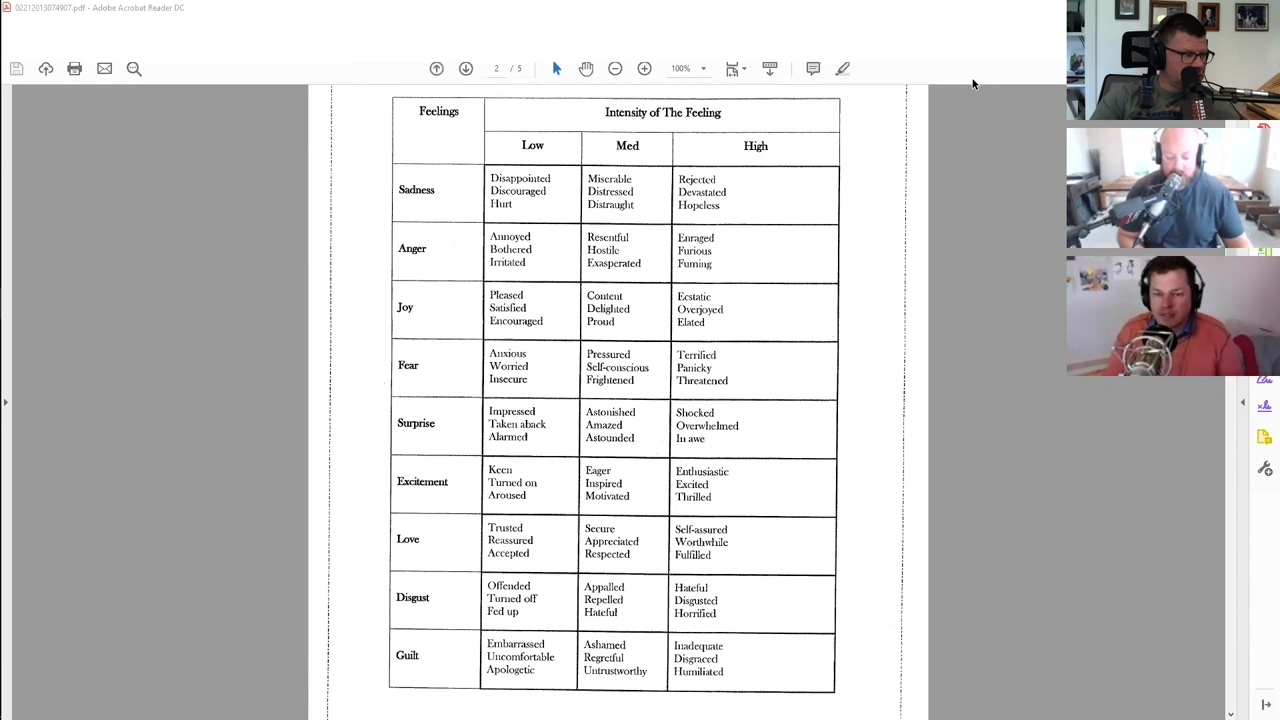 02212013074907.pdf - Adobe Acrobat Reader DC
2 / 5
100%
Feelings
Intensity of The Feeling
Low Med High
Sadness
Disappointed
Discouraged
Hurt
Miserable
Distressed
Distraught
Rejected
Devastated
Hopeless
Anger
Annoyed
Bothered
Irritated
Resentful
Hostile
Exasperated
Enraged
Furious
Fuming
Joy
Pleased
Satisfied
Encouraged
Content
Delighted
Proud
Ecstatic
Overjoyed
Elated
Fear
Anxious
Worried
Insecure
Pressured
Self-conscious
Frightened
Terrified
Panicky
Threatened
Surprise
Impressed
Taken aback
Alarmed
Astonished
Amazed
Astounded
Shocked
Overwhelmed
In awe
Excitement
Keen
Turned on
Aroused
Eager
Inspired
Motivated
Enthusiastic
Excited
Thrilled
Love
Trusted
Reassured
Accepted
Secure
Appreciated
Respected
Self-assured
Worthwhile
Fulfilled
Disgust
Offended
Turned off
Fed up
Appalled
Repelled
Hateful
Hateful
Disgusted
Horrified
Guilt
Embarrassed
Uncomfortable
Apologetic
Ashamed
Regretful
Untrustworthy
Inadequate
Disgraced
Humiliated